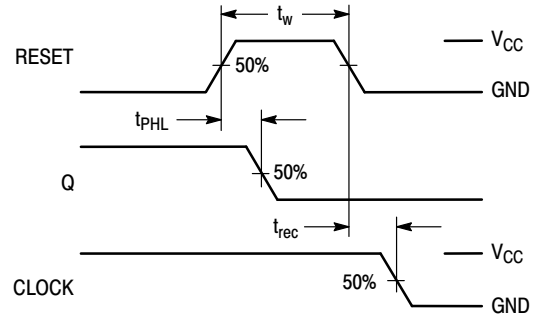 t_w
RESET
50%
V_CC
GND
t_PHL
Q
50%
t_rec
V_CC
50%
CLOCK
GND